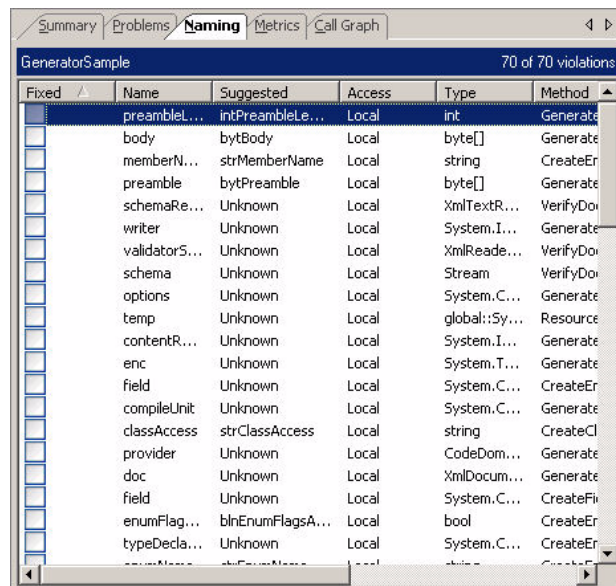 Summary Problems Naming Metrics Call Graph
GeneratorSample 70 of 70 violations
Fixed Name Suggested Access Type Method
preambleL... intPreambleLe... Local int Generate
body bytBody Local byte[] Generate
memberN... strMemberName Local string CreateEr
preamble bytPreamble Local byte[] Generate
schemaRe... Unknown Local XmlTextR... VerifyDo
writer Unknown Local System.I... Generate
validatorS... Unknown Local XmlReade... VerifyDo
schema Unknown Local Stream VerifyDo
options Unknown Local System.C... Generate
temp Unknown Local global::Sy... Resource
contentR... Unknown Local System.I... Generate
enc Unknown Local System.T... Generate
field Unknown Local System.C... CreateEr
compileUnit Unknown Local System.C... Generate
classAccess strClassAccess Local string CreateCl
provider Unknown Local CodeDom... Generate
doc Unknown Local XmlDocum... Generate
field Unknown Local System.C... CreateFi
enumFlag... blnEnumFlagsA... Local bool CreateEr
typeDecla... Unknown Local System.C... Generate